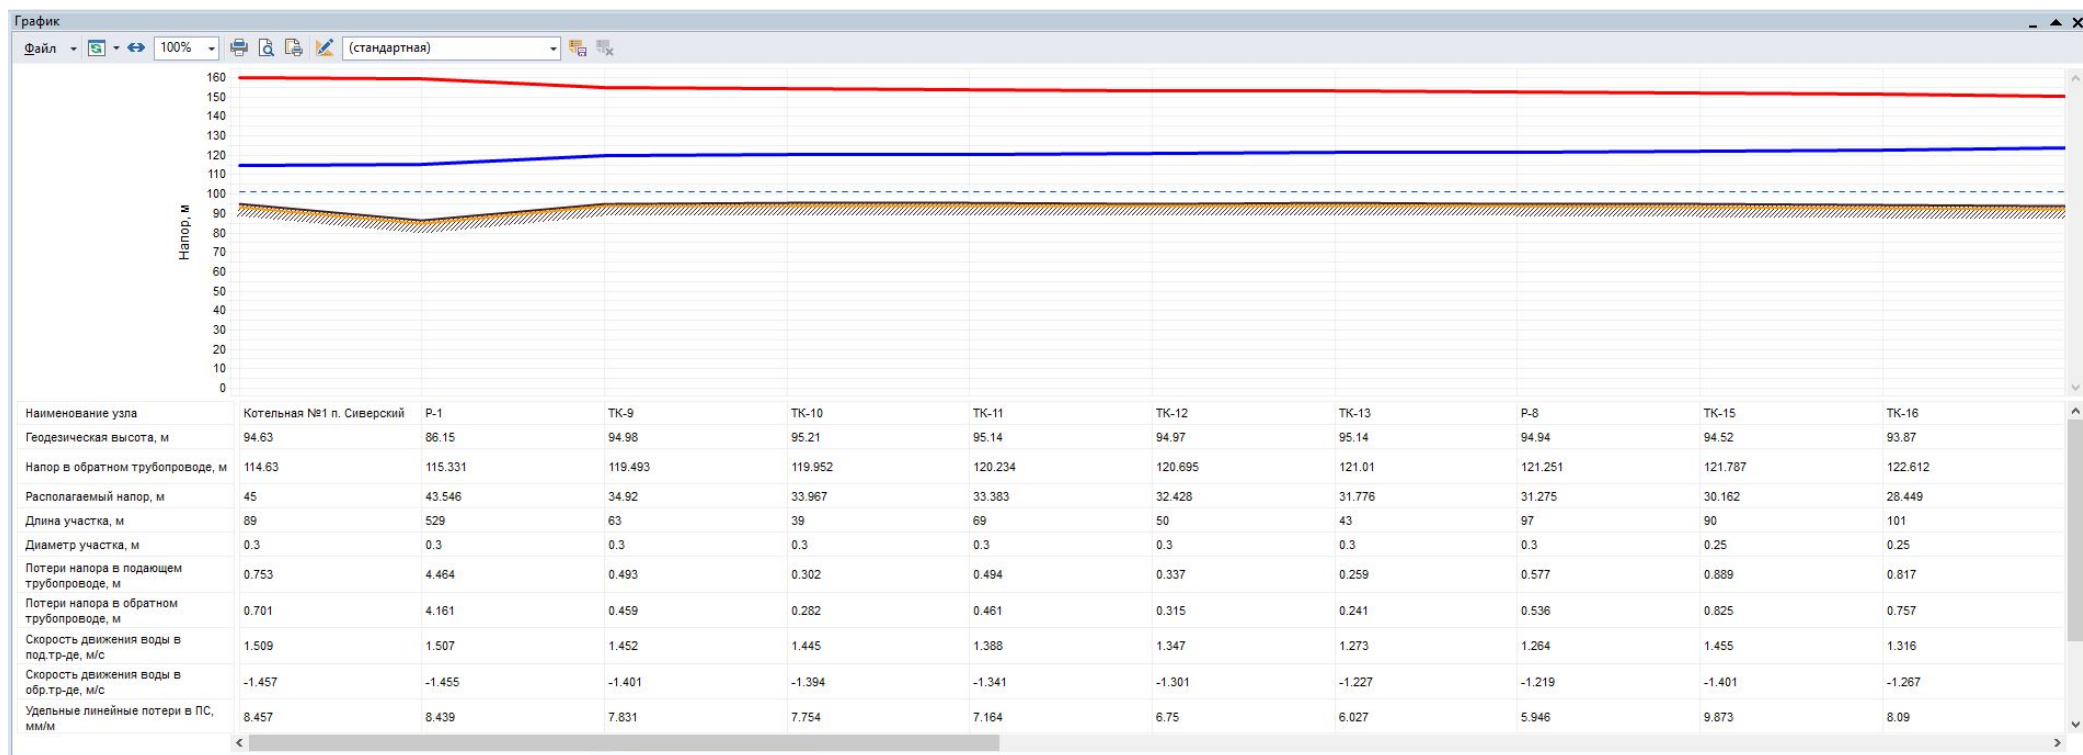 График
Файл 100% (стандартная)
160
150
140
130
120
110
100
90
80
70
60
50
40
30
20
10
0
Напор, м
Наименование узла Котельная №1 п. Сиверский Р-1 ТК-9 ТК-10 ТК-11 ТК-12 ТК-13 Р-8 ТК-15 ТК-16
Геодезическая высота, м 94.63 86.15 94.98 95.21 95.14 94.97 95.14 94.94 94.52 93.87
Напор в обратном трубопроводе, м 114.63 115.331 119.493 119.952 120.234 120.695 121.01 121.251 121.787 122.612
Располагаемый напор, м 45 43.546 34.92 33.967 33.383 32.428 31.776 31.275 30.162 28.449
Длина участка, м 89 529 63 39 69 50 43 97 90 101
Диаметр участка, м 0.3 0.3 0.3 0.3 0.3 0.3 0.3 0.3 0.25 0.25
Потери напора в подающем
трубопроводе, м 0.753 4.464 0.493 0.302 0.494 0.337 0.259 0.577 0.889 0.817
Потери напора в обратном
трубопроводе, м 0.701 4.161 0.459 0.282 0.461 0.315 0.241 0.536 0.825 0.757
Скорость движения воды в
под.тр-де, м/с 1.509 1.507 1.452 1.445 1.388 1.347 1.273 1.264 1.455 1.316
Скорость движения воды в
обр.тр-де, м/с -1.457 -1.455 -1.401 -1.394 -1.341 -1.301 -1.227 -1.219 -1.401 -1.267
Удельные линейные потери в ПС,
мм/м 8.457 8.439 7.831 7.754 7.164 6.75 6.027 5.946 9.873 8.09